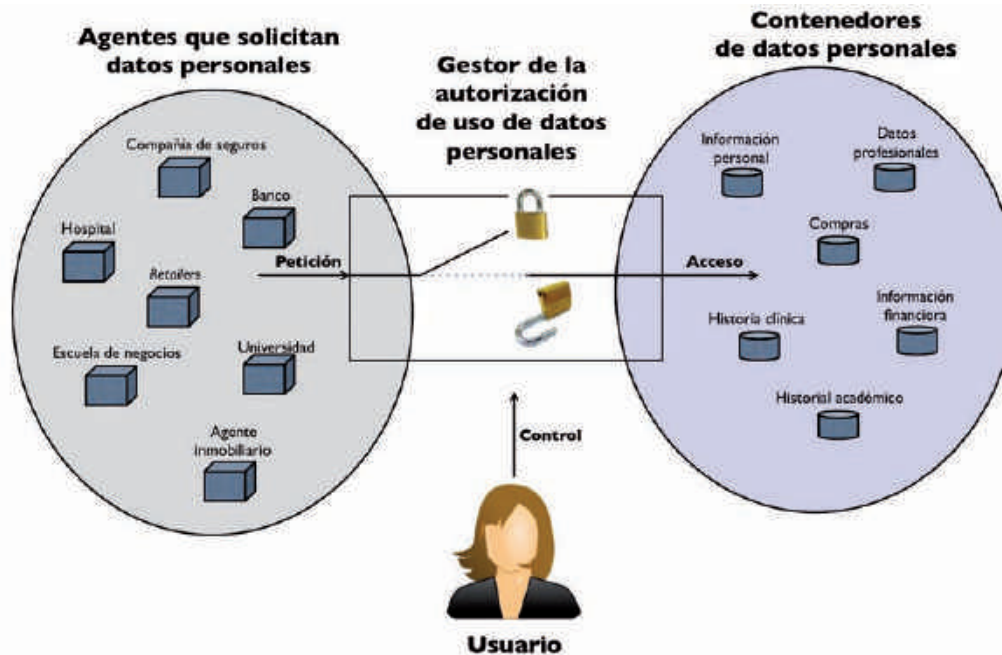 Agentes que solicitan
datos personales
Compañía de seguros
Banco
Hospital
Retailers
Escuela de negocios
Universidad
Agente
inmobiliario
Petición
Gestor de la
autorización
de uso de datos
personales
Control
Usuario
Contenedores
de datos personales
Información
personal
Datos
profesionales
Compras
Acceso
Historia clínica
Información
financiera
Historial académico